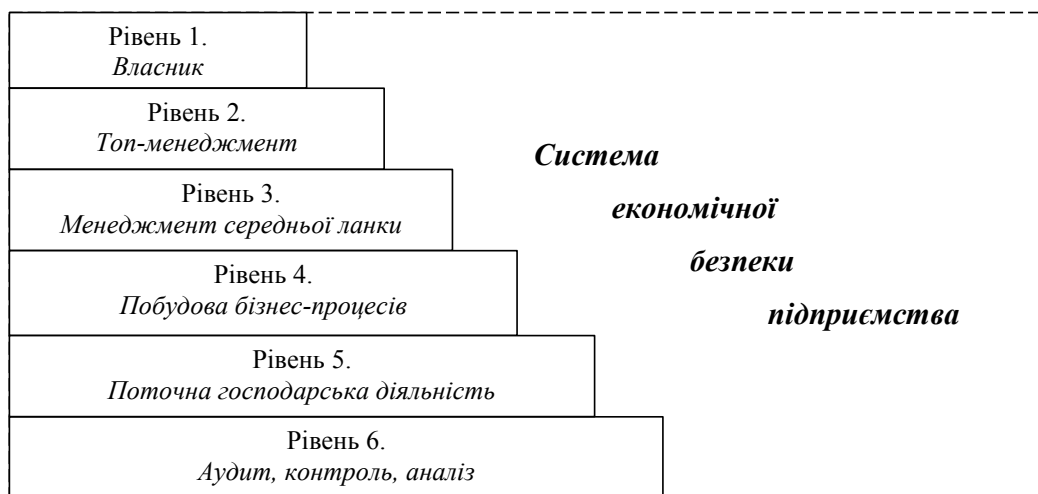 Рівень 1.
Власник
Рівень 2.
Топ-менеджмент
Рівень 3.
Менеджмент середньої ланки
Рівень 4.
Побудова бізнес-процесів
Рівень 5.
Поточна господарська діяльність
Рівень 6.
Аудит, контроль, аналіз
Система
економічної
безпеки
підприємства